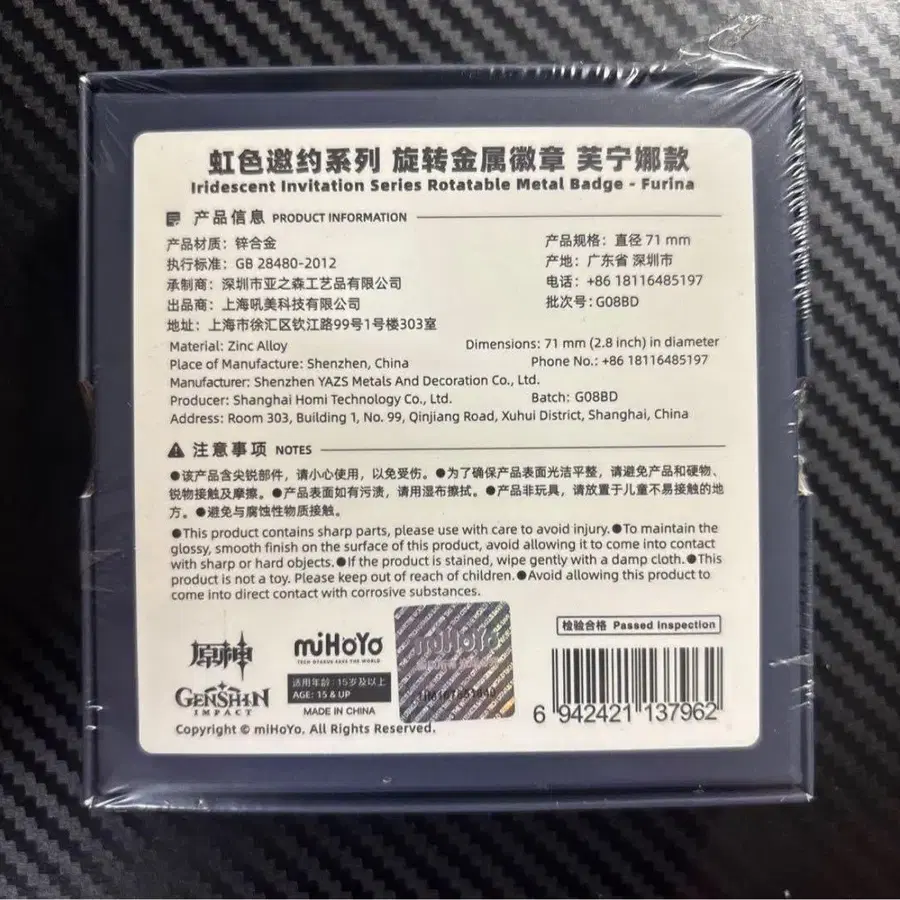 虹色邀约系列 旋转金属徽章 芙宁娜款
Iridescent Invitation Series Rotatable Metal Badge - Furina
产品信息 PRODUCT INFORMATION
产品材质：锌合金 产品规格：直径 71 mm
执行标准：GB 28480-2012 产地：广东省 深圳市
承制商：深圳市亚之森工艺品有限公司 电话：+86 18116485197
出品商：上海吼美科技有限公司 批次号：G08BD
地址：上海市徐汇区钦江路99号1号楼303室
Material: Zinc Alloy Dimensions: 71 mm (2.8 inch) in diameter
Place of Manufacture: Shenzhen, China Phone No.: +86 18116485197
Manufacturer: Shenzhen YAZS Metals And Decoration Co., Ltd.
Producer: Shanghai Homi Technology Co., Ltd. Batch: G08BD
Address: Room 303, Building 1, No. 99, Qinjiang Road, Xuhui District, Shanghai, China
注意事项 NOTES
●该产品含尖锐部件，请小心使用，以免受伤。●为了确保产品表面光洁平整，请避免产品和硬物、
锐物接触及摩擦。●产品表面如有污渍，请用湿布擦拭。●产品非玩具，请放置于儿童不易接触的地
方。●避免与腐蚀性物质接触。
●This product contains sharp parts, please use with care to avoid injury.●To maintain the
glossy, smooth finish on the surface of this product, avoid allowing it to come into contact
with sharp or hard objects.●If the product is stained, wipe gently with a damp cloth.●This
product is not a toy. Please keep out of reach of children.●Avoid allowing this product to
come into direct contact with corrosive substances.
检验合格 Passed Inspection
原神
GENSHIN
IMPACT
miHoYo
TECH OTAKUS SAVE THE WORLD
适用年龄：15岁及以上
AGE: 15 & UP
MADE IN CHINA
miHoYo
6 942421 137962
Copyright © miHoYo. All Rights Reserved.